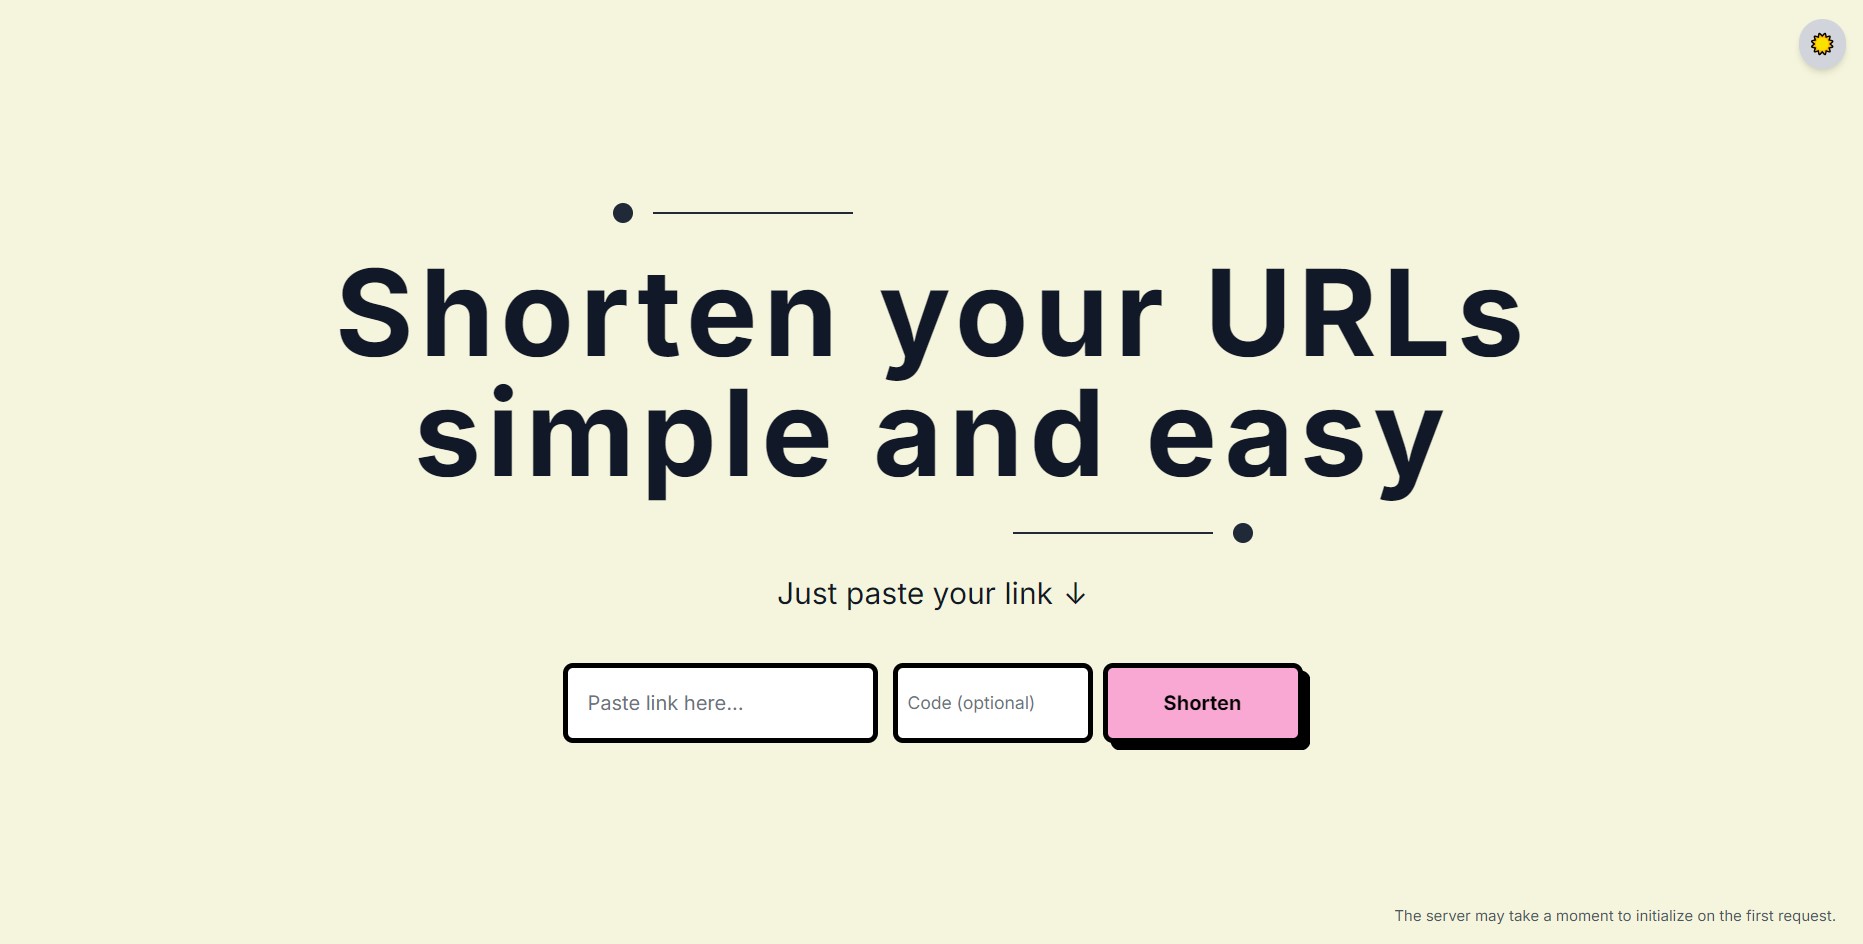 Shorten your URLs
simple and easy
Just paste your link ↓
Paste link here...
Code (optional)
Shorten
The server may take a moment to initialize on the first request.